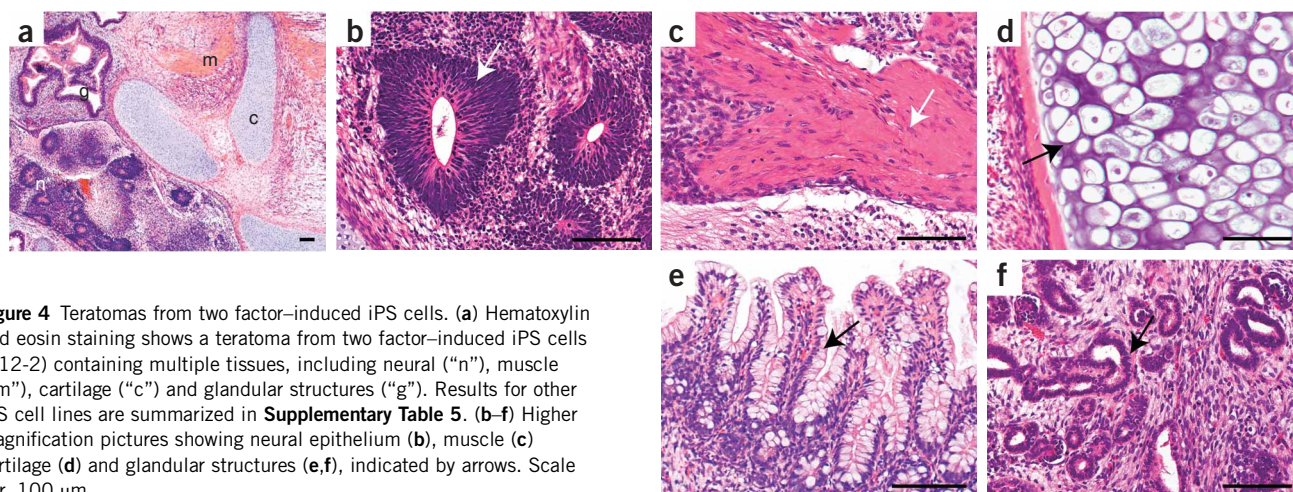 a
b
c
d
m
g
c
n
e
f
gure 4 Teratomas from two factor–induced iPS cells. (a) Hematoxylin
d eosin staining shows a teratoma from two factor–induced iPS cells
12-2) containing multiple tissues, including neural (“n”), muscle
m”), cartilage (“c”) and glandular structures (“g”). Results for other
S cell lines are summarized in Supplementary Table 5. (b–f) Higher
agnification pictures showing neural epithelium (b), muscle (c)
rtilage (d) and glandular structures (e,f), indicated by arrows. Scale
r, 100 µm